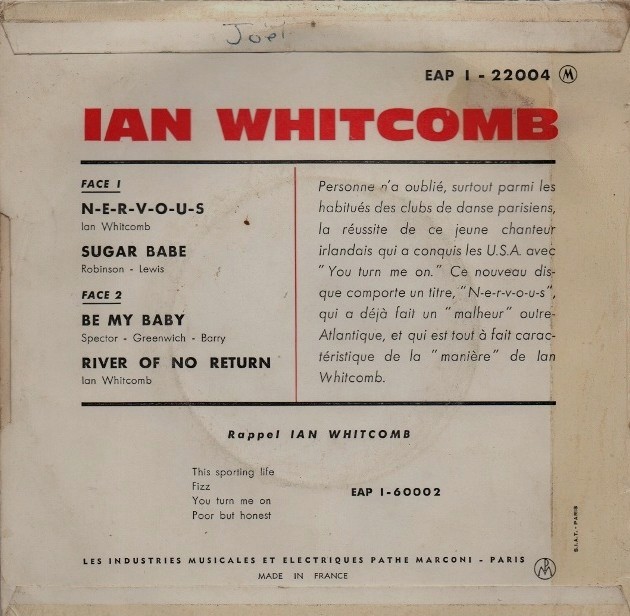 Joël
EAP 1 - 22004 M
IAN WHITCOMB
FACE 1
N-E-R-V-O-U-S
Ian Whitcomb
SUGAR BABE
Robinson - Lewis
FACE 2
BE MY BABY
Spector - Greenwich - Barry
RIVER OF NO RETURN
Ian Whitcomb
Personne n'a oublié, surtout parmi les
habitués des clubs de danse parisiens,
la réussite de ce jeune chanteur
irlandais qui a conquis les U.S.A. avec
"You turn me on." Ce nouveau dis-
que comporte un titre, "N-e-r-v-o-u-s",
qui a déjà fait un "malheur" outre-
Atlantique, et qui est tout à fait carac-
téristique de la "manière" de Ian
Whitcomb.
Rappel IAN WHITCOMB
This sporting life
Fizz
You turn me on
Poor but honest
EAP 1-60002
S.I.A.T. - PARIS
LES INDUSTRIES MUSICALES ET ELECTRIQUES PATHE MARCONI - PARIS
MADE IN FRANCE